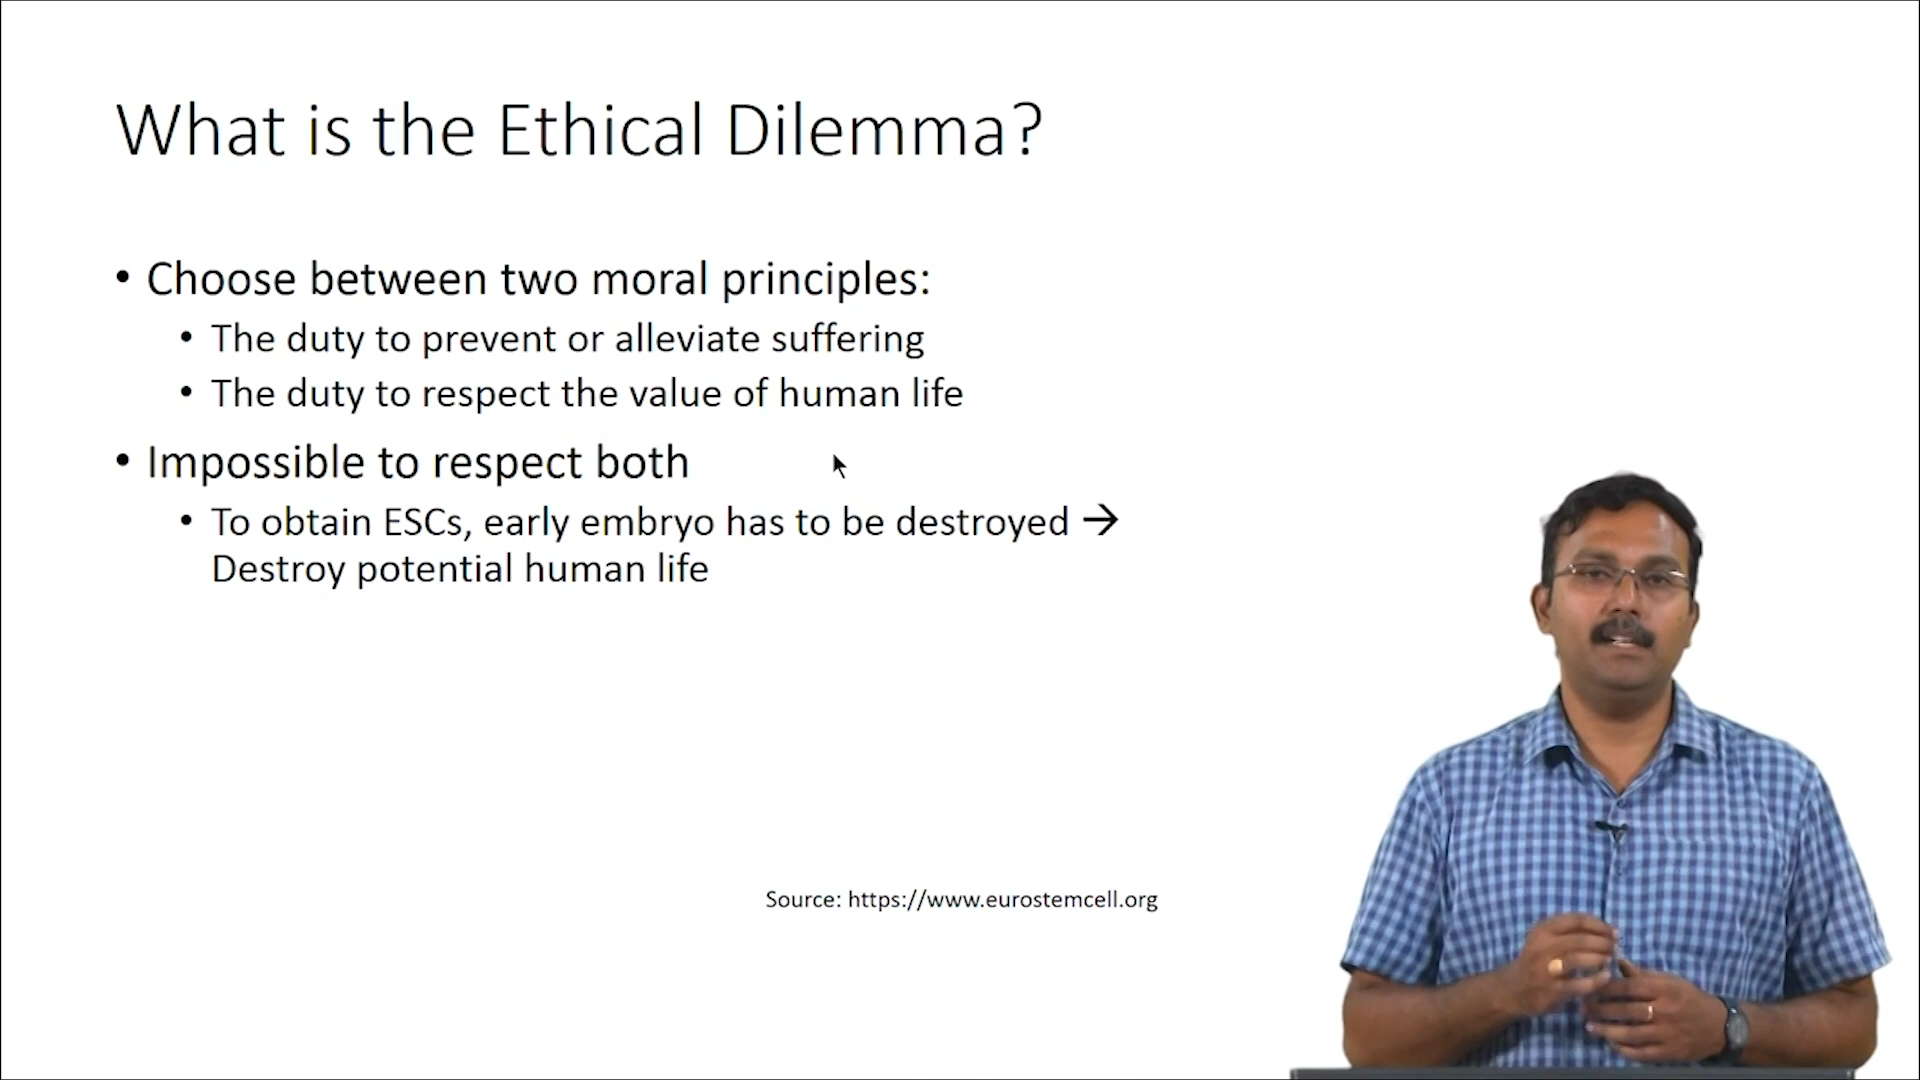 What is the Ethical Dilemma?
• Choose between two moral principles:
• The duty to prevent or alleviate suffering
• The duty to respect the value of human life
• Impossible to respect both
• To obtain ESCs, early embryo has to be destroyed →
Destroy potential human life
Source: https://www.eurostemcell.org